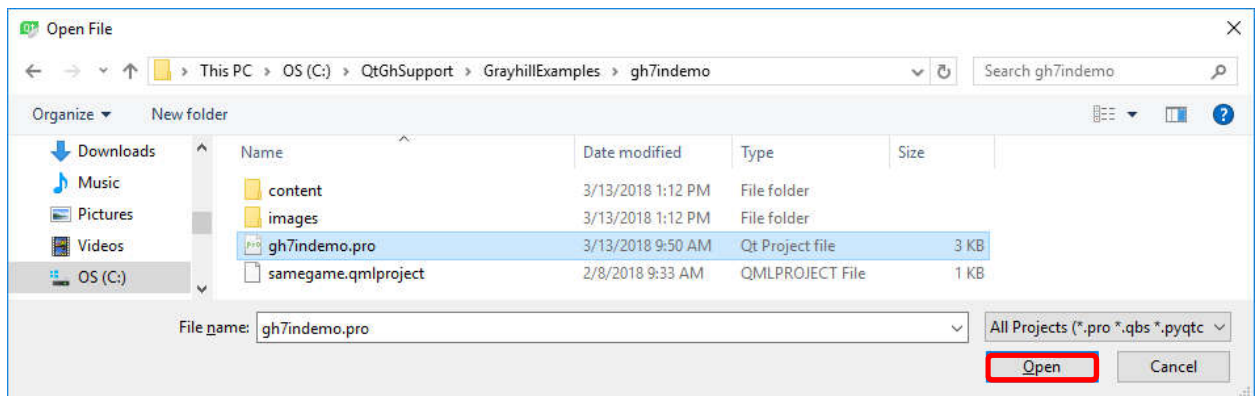 Open File
This PC > OS (C:) > QtGhSupport > GrayhillExamples > gh7indemo
Search gh7indemo
Organize
New folder
Downloads
Music
Pictures
Videos
OS (C:)
Name Date modified Type Size
content 3/13/2018 1:12 PM File folder
images 3/13/2018 1:12 PM File folder
gh7indemo.pro 3/13/2018 9:50 AM Qt Project file 3 KB
samegame.qmlproject 2/8/2018 9:33 AM QMLPROJECT File 1 KB
File name: gh7indemo.pro
All Projects (*.pro *.qbs *.pyqtc
Open
Cancel